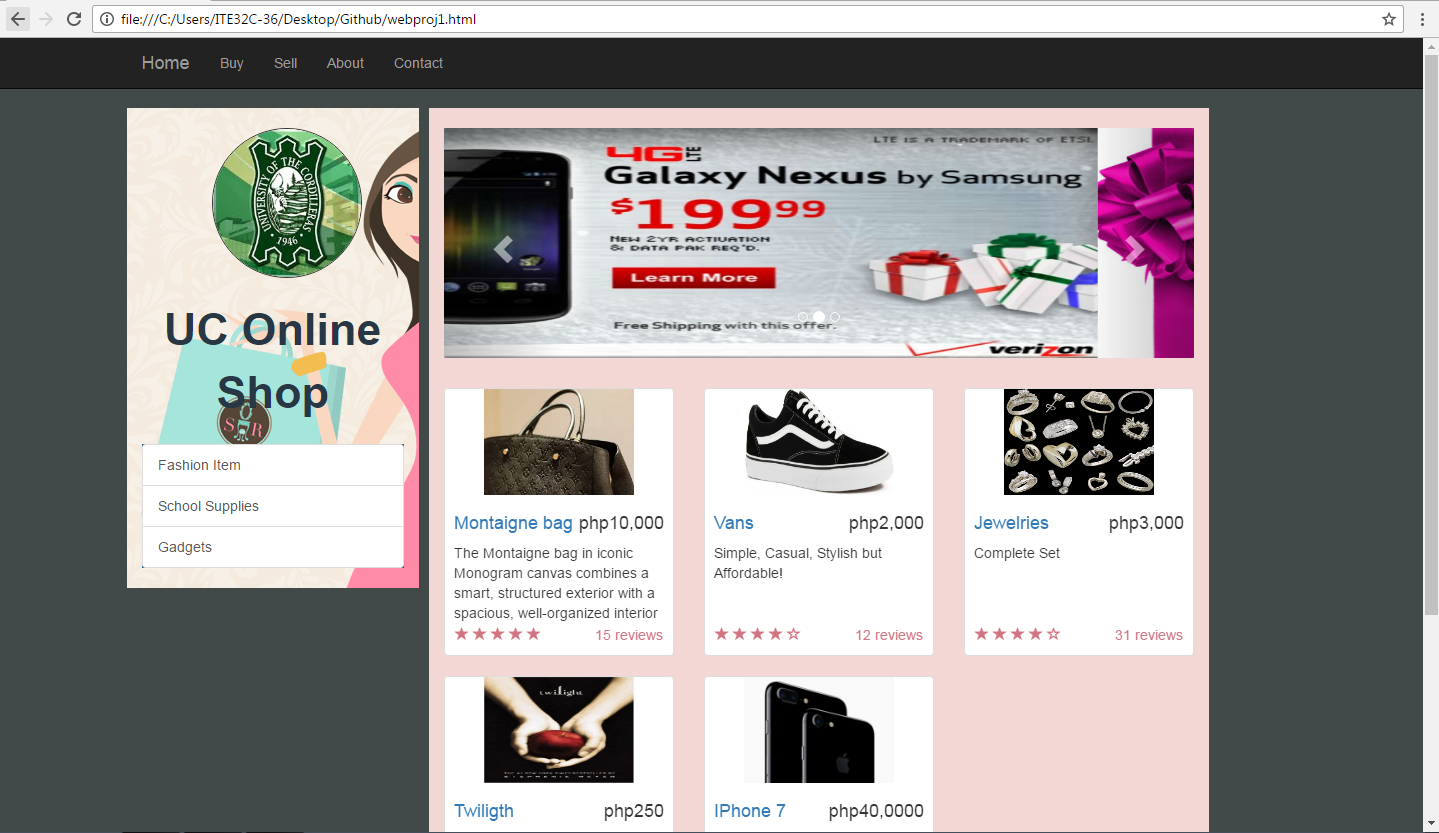 file:///C:/Users/ITE32C-36/Desktop/Github/webproj1.html
Home Buy Sell About Contact
UNIVERSITY OF THE CORDILLERAS
1946
UC Online
Shop
S R
Fashion Item
School Supplies
Gadgets
LTE IS A TRADEMARK OF ETSI.
4G LTE
Galaxy Nexus by Samsung
$199.99
NEW 2YR ACTIVATION
& DATA PAK REQ'D.
Learn More
Free Shipping with this offer.
verizon
Montaigne bag php10,000
The Montaigne bag in iconic
Monogram canvas combines a
smart, structured exterior with a
spacious, well-organized interior
15 reviews
Vans php2,000
Simple, Casual, Stylish but
Affordable!
12 reviews
Jewelries php3,000
Complete Set
31 reviews
twilight
Twiligth php250
IPhone 7 php40,0000